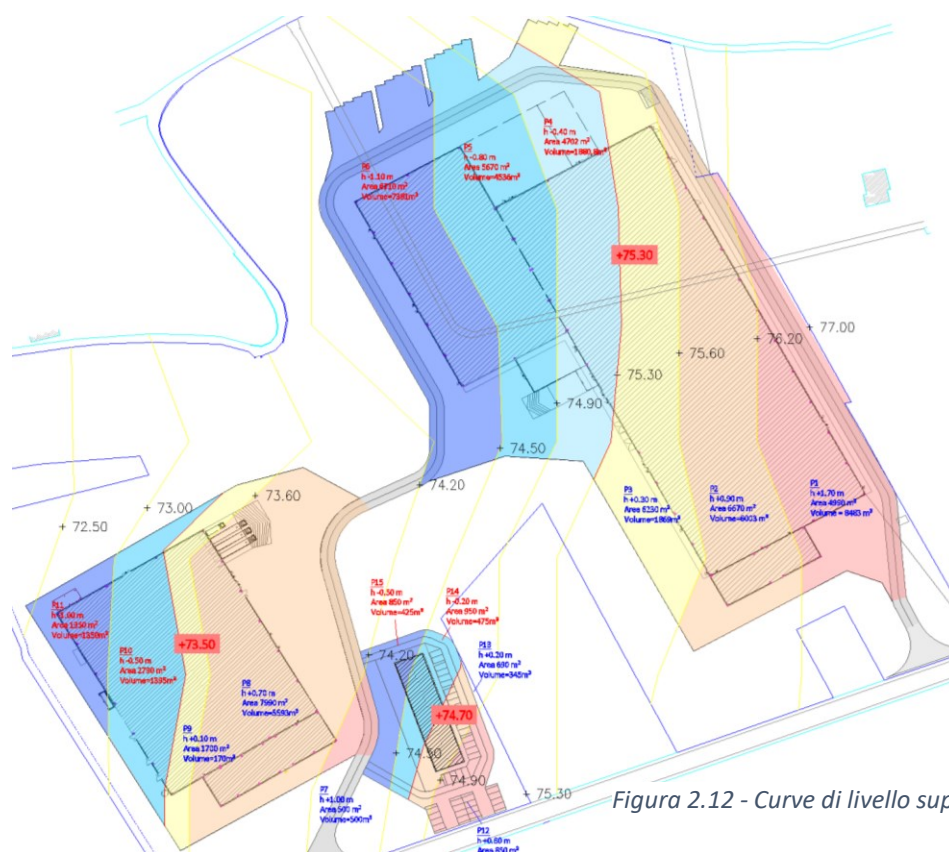 P4
h -0.40 m
Area 4702 m²
P5
h -0.80 m
Area 5670 m²
Volume=4536m³
P6
h -1.10 m
+75.30
77.00
76.20
75.60
75.30
74.90
74.50
74.20
73.60
73.00
72.50
P3
h +0.30 m
Area 6230 m²
Volume=1869m³
P2
h +0.90 m
Area 6670 m²
Volume=6003 m³
P1
h +1.70 m
Area 4990 m²
Volume = 8483 m³
P15
h -0.50 m
Area 850 m²
Volume=425m³
P14
h -0.20 m
Area 950 m²
Volume=475m³
P13
h +0.20 m
Area 690 m²
P11
Area 1350 m²
Volume=1350m³
P10
h -0.50 m
Area 2790 m²
Volume=1395m³
+73.50
P8
h +0.70 m
Area 7990 m²
Volume=5593m³
P9
h +0.10 m
Area 1700 m²
Volume=170m³
74.20
+74.70
74.50
74.90
75.30
P7
h +1.00 m
Area 500 m²
Volume=500m³
P12
h +0.60 m
Area 850 m²
Figura 2.12 - Curve di livello sup